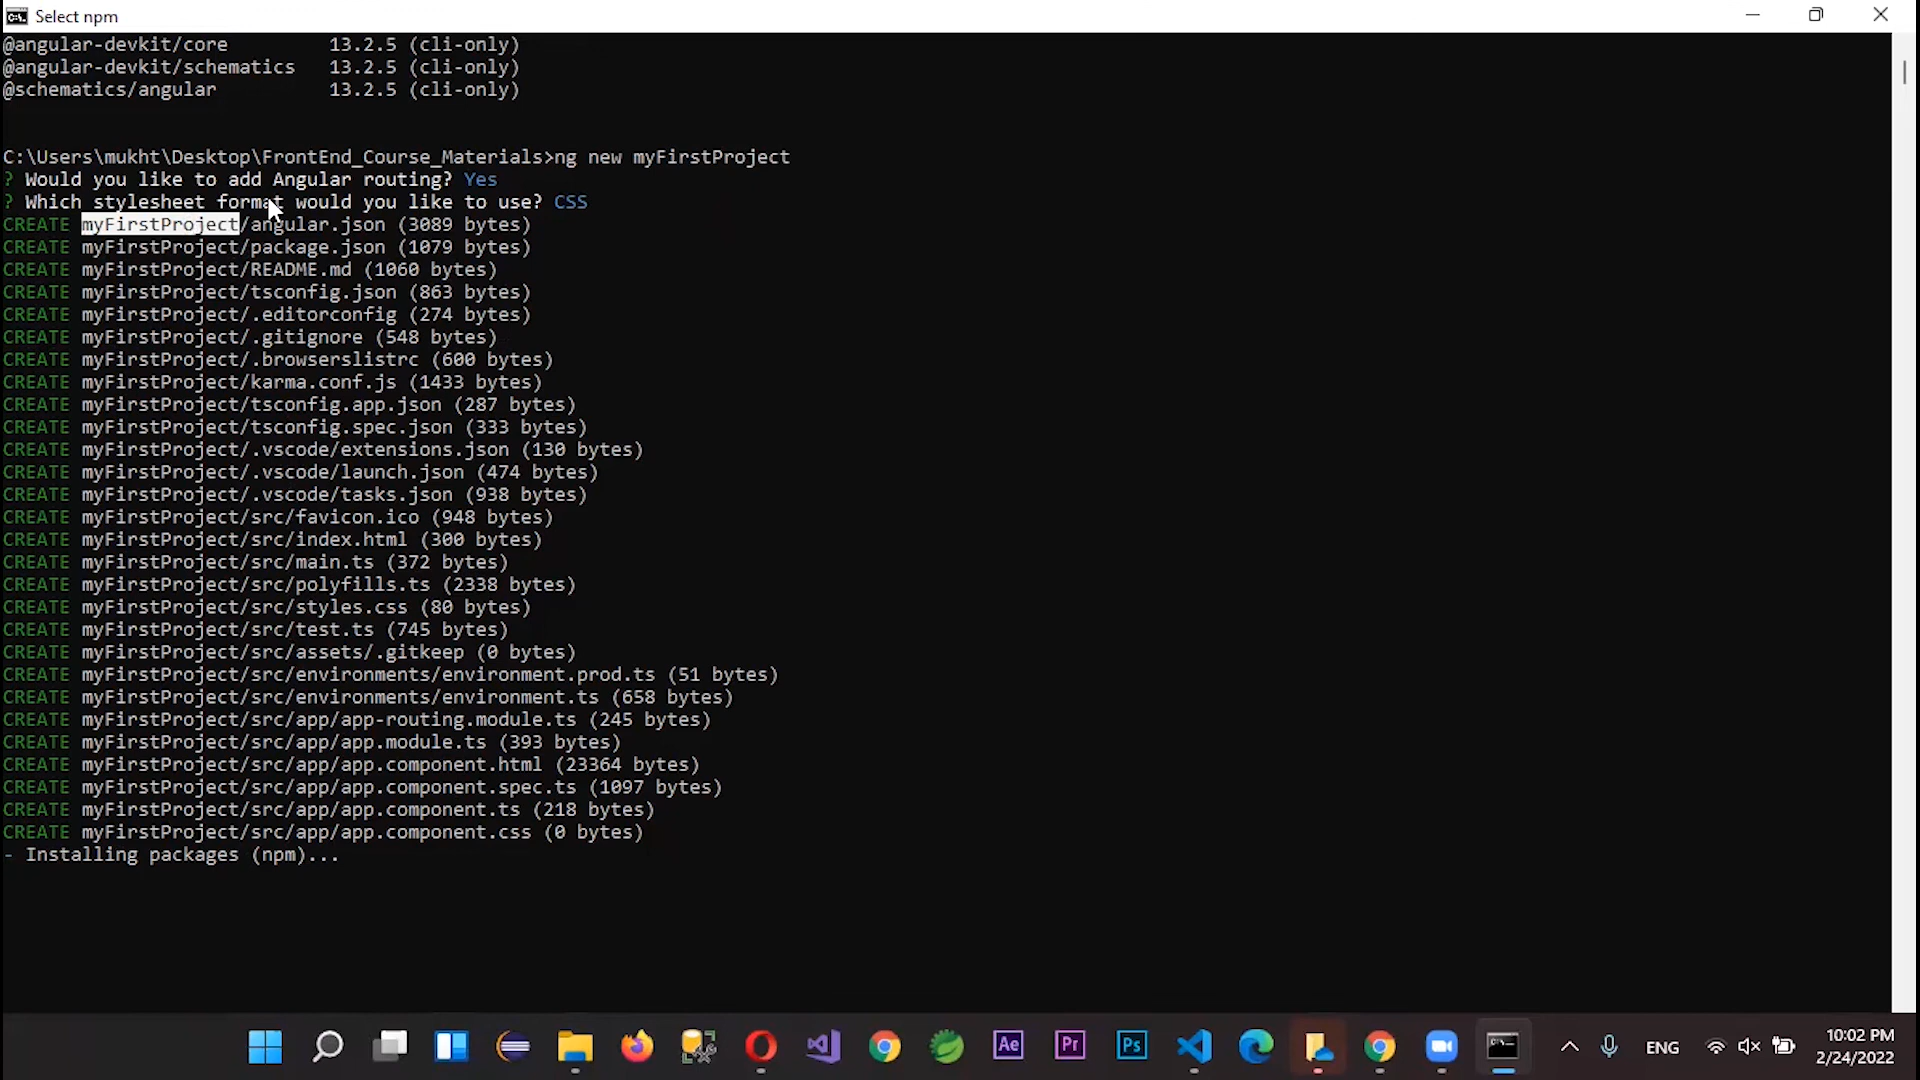 Select npm
@angular-devkit/core         13.2.5 (cli-only)
@angular-devkit/schematics   13.2.5 (cli-only)
@schematics/angular          13.2.5 (cli-only)
C:\Users\mukht\Desktop\FrontEnd_Course_Materials>ng new myFirstProject
? Would you like to add Angular routing? Yes
? Which stylesheet format would you like to use? CSS
CREATE myFirstProject/angular.json (3089 bytes)
CREATE myFirstProject/package.json (1079 bytes)
CREATE myFirstProject/README.md (1060 bytes)
CREATE myFirstProject/tsconfig.json (863 bytes)
CREATE myFirstProject/.editorconfig (274 bytes)
CREATE myFirstProject/.gitignore (548 bytes)
CREATE myFirstProject/.browserslistrc (600 bytes)
CREATE myFirstProject/karma.conf.js (1433 bytes)
CREATE myFirstProject/tsconfig.app.json (287 bytes)
CREATE myFirstProject/tsconfig.spec.json (333 bytes)
CREATE myFirstProject/.vscode/extensions.json (130 bytes)
CREATE myFirstProject/.vscode/launch.json (474 bytes)
CREATE myFirstProject/.vscode/tasks.json (938 bytes)
CREATE myFirstProject/src/favicon.ico (948 bytes)
CREATE myFirstProject/src/index.html (300 bytes)
CREATE myFirstProject/src/main.ts (372 bytes)
CREATE myFirstProject/src/polyfills.ts (2338 bytes)
CREATE myFirstProject/src/styles.css (80 bytes)
CREATE myFirstProject/src/test.ts (745 bytes)
CREATE myFirstProject/src/assets/.gitkeep (0 bytes)
CREATE myFirstProject/src/environments/environment.prod.ts (51 bytes)
CREATE myFirstProject/src/environments/environment.ts (658 bytes)
CREATE myFirstProject/src/app/app-routing.module.ts (245 bytes)
CREATE myFirstProject/src/app/app.module.ts (393 bytes)
CREATE myFirstProject/src/app/app.component.html (23364 bytes)
CREATE myFirstProject/src/app/app.component.spec.ts (1097 bytes)
CREATE myFirstProject/src/app/app.component.ts (218 bytes)
CREATE myFirstProject/src/app/app.component.css (0 bytes)
- Installing packages (npm)...
Ae Pr Ps ENG 10:02 PM
2/24/2022